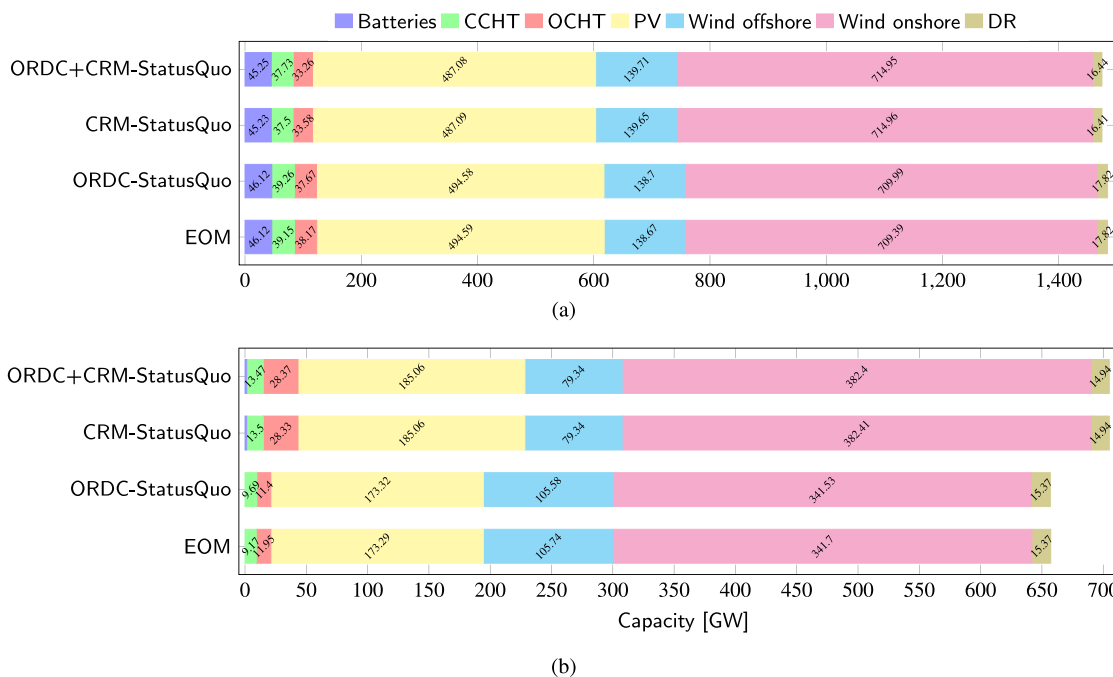 Batteries CCHT OCHT PV Wind offshore Wind onshore DR
ORDC+CRM-StatusQuo 45.25 37.73 33.26 487.08 139.71 714.95 16.44
CRM-StatusQuo 45.23 37.5 33.58 487.09 139.65 714.96 16.41
ORDC-StatusQuo 46.12 39.26 37.67 494.58 138.7 709.99 17.82
EOM 46.12 39.15 38.17 494.59 138.67 709.39 17.82
0 200 400 600 800 1,000 1,200 1,400
(a)
ORDC+CRM-StatusQuo 13.47 28.37 185.06 79.34 382.4 14.94
CRM-StatusQuo 13.5 28.33 185.06 79.34 382.41 14.94
ORDC-StatusQuo 9.69 11.4 173.32 105.58 341.53 15.37
EOM 9.17 11.95 173.29 105.74 341.7 15.37
0 50 100 150 200 250 300 350 400 450 500 550 600 650 700
Capacity [GW]
(b)